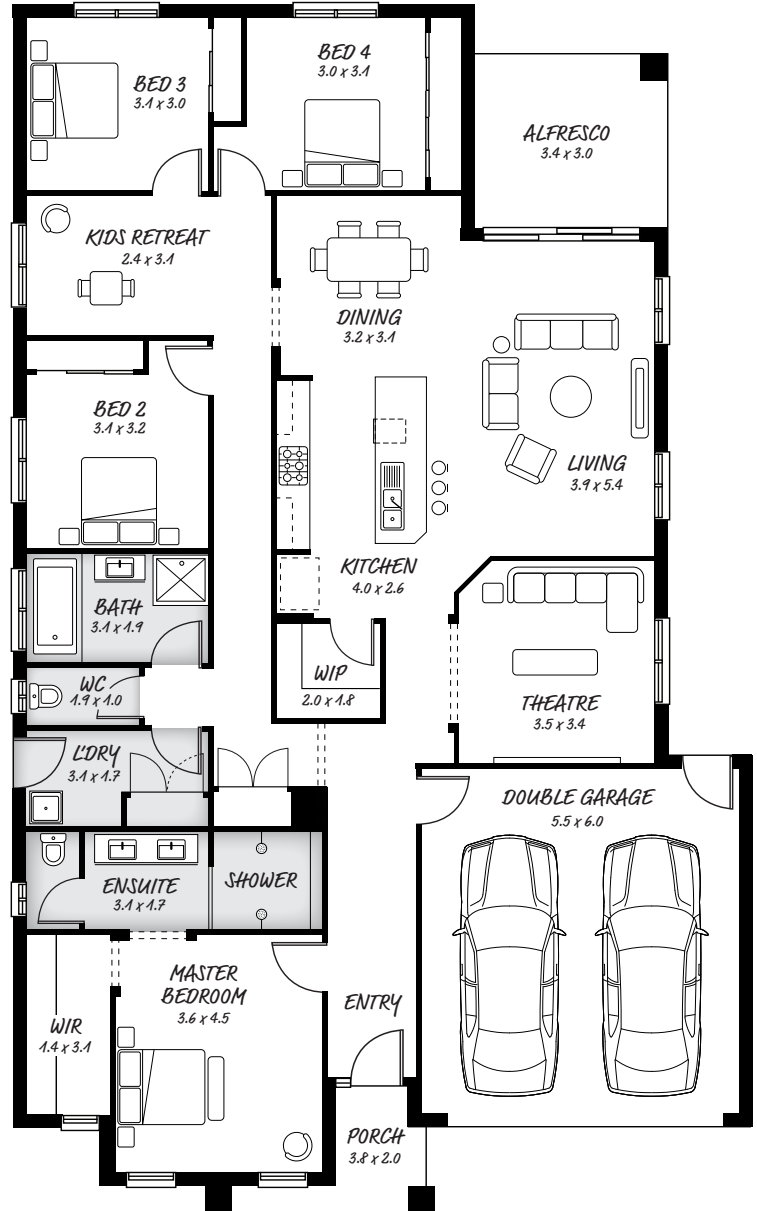 BED 3
3.1 x 3.0
BED 4
3.0 x 3.1
ALFRESCO
3.4 x 3.0
KIDS RETREAT
2.4 x 3.1
DINING
3.2 x 3.1
BED 2
3.1 x 3.2
LIVING
3.9 x 5.4
KITCHEN
4.0 x 2.6
BATH
3.1 x 1.9
WIP
2.0 x 1.8
WC
1.9 x 1.0
THEATRE
3.5 x 3.4
L'DRY
3.1 x 1.7
DOUBLE GARAGE
5.5 x 6.0
ENSUITE
3.1 x 1.7
SHOWER
MASTER
BEDROOM
3.6 x 4.5
ENTRY
WIR
1.4 x 3.1
PORCH
3.8 x 2.0